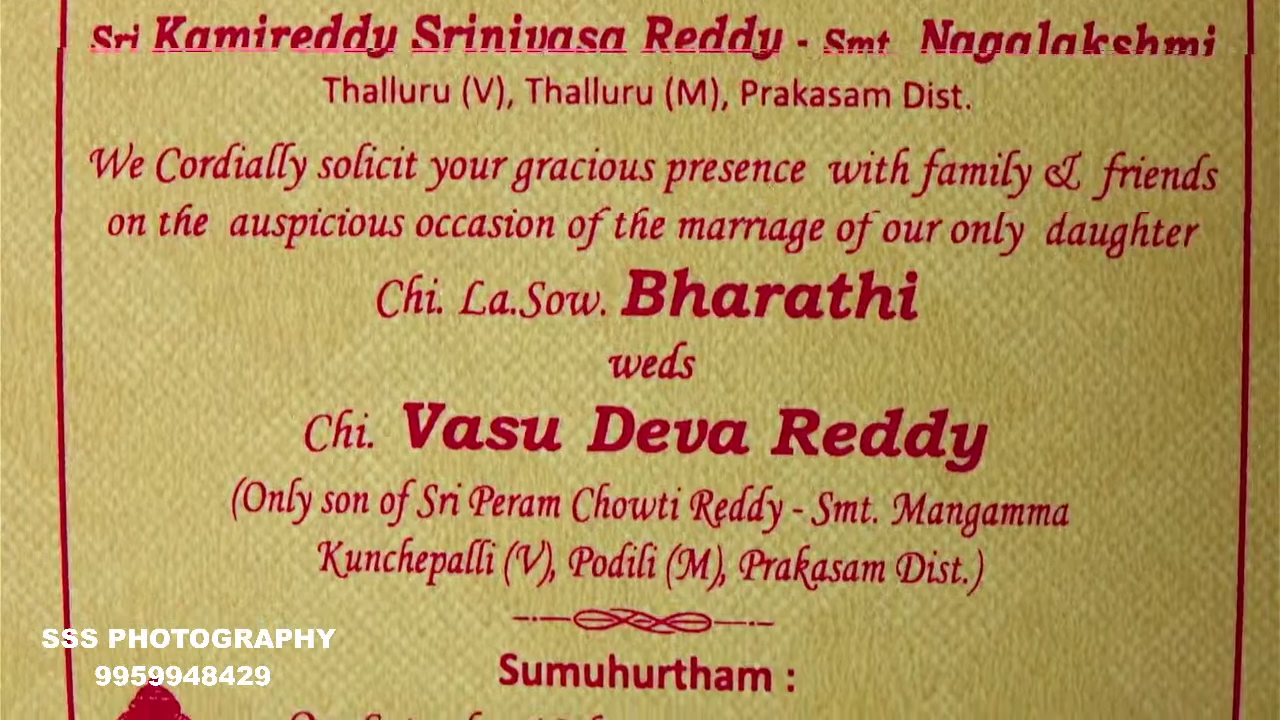 Sri Kamireddy Srinivasa Reddy - Smt Nagalakshmi
Thalluru (V), Thalluru (M), Prakasam Dist.
We Cordially solicit your gracious presence with family & friends
on the auspicious occasion of the marriage of our only daughter
Chi. La.Sow. Bharathi
weds
Chi. Vasu Deva Reddy
(Only son of Sri Peram Chowti Reddy - Smt. Mangamma
Kunchepalli (V), Podili (M), Prakasam Dist.)
Sumuhurtham :
SSS PHOTOGRAPHY
9959948429